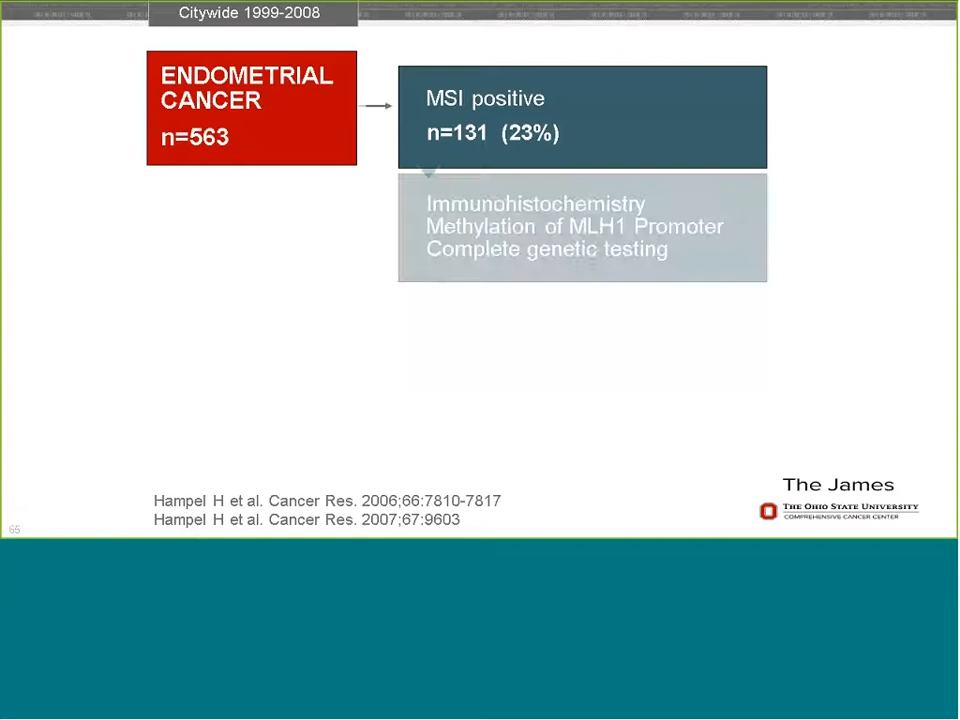 Citywide 1999-2008
ENDOMETRIAL
CANCER
n=563
MSI positive
n=131 (23%)
Immunohistochemistry
Methylation of MLH1 Promoter
Complete genetic testing
Hampel H et al. Cancer Res. 2006;66:7810-7817
Hampel H et al. Cancer Res. 2007;67:9603
The James
THE OHIO STATE UNIVERSITY
COMPREHENSIVE CANCER CENTER
65